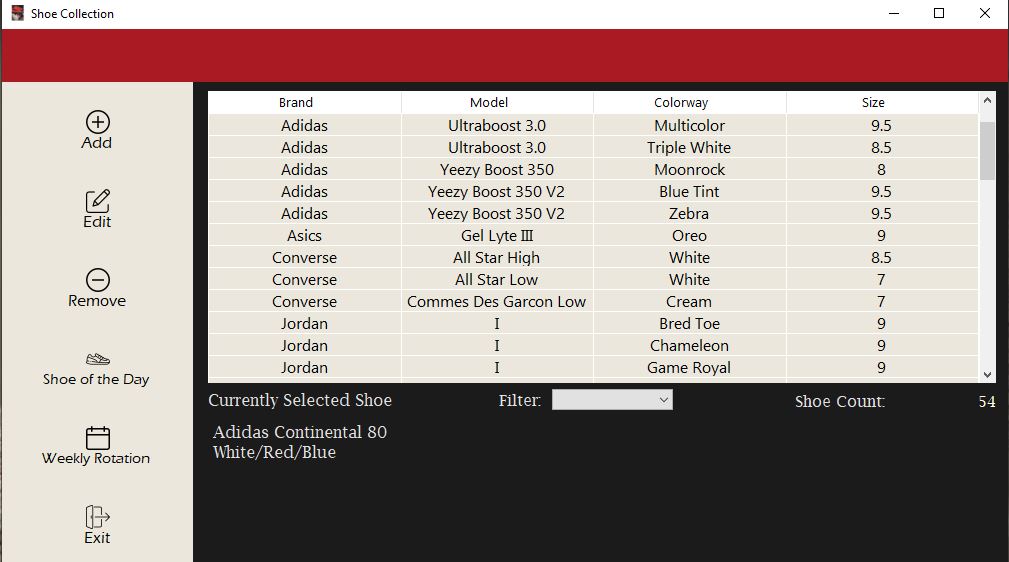 Shoe Collection
Add
Edit
Remove
Shoe of the Day
Weekly Rotation
Exit
Brand Model Colorway Size
Adidas Ultraboost 3.0 Multicolor 9.5
Adidas Ultraboost 3.0 Triple White 8.5
Adidas Yeezy Boost 350 Moonrock 8
Adidas Yeezy Boost 350 V2 Blue Tint 9.5
Adidas Yeezy Boost 350 V2 Zebra 9.5
Asics Gel Lyte III Oreo 9
Converse All Star High White 8.5
Converse All Star Low White 7
Converse Commes Des Garcon Low Cream 7
Jordan I Bred Toe 9
Jordan I Chameleon 9
Jordan I Game Royal 9
Currently Selected Shoe Filter: Shoe Count: 54
Adidas Continental 80
White/Red/Blue